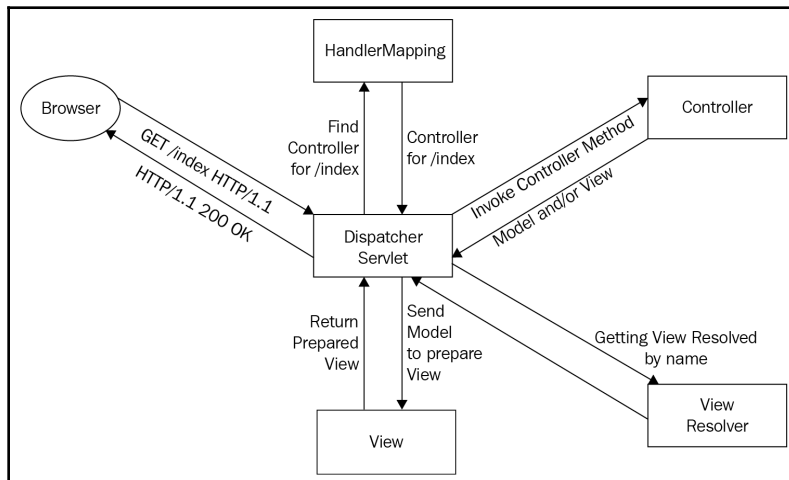 HandlerMapping
Browser
Controller
Find
Controller
for /index
Controller
for /index
GET /index HTTP/1.1
HTTP/1.1 200 OK
Invoke Controller Method
Model and/or View
Dispatcher
Servlet
Return
Prepared
View
Send
Model
to prepare
View
Getting View Resolved
by name
View
View
Resolver